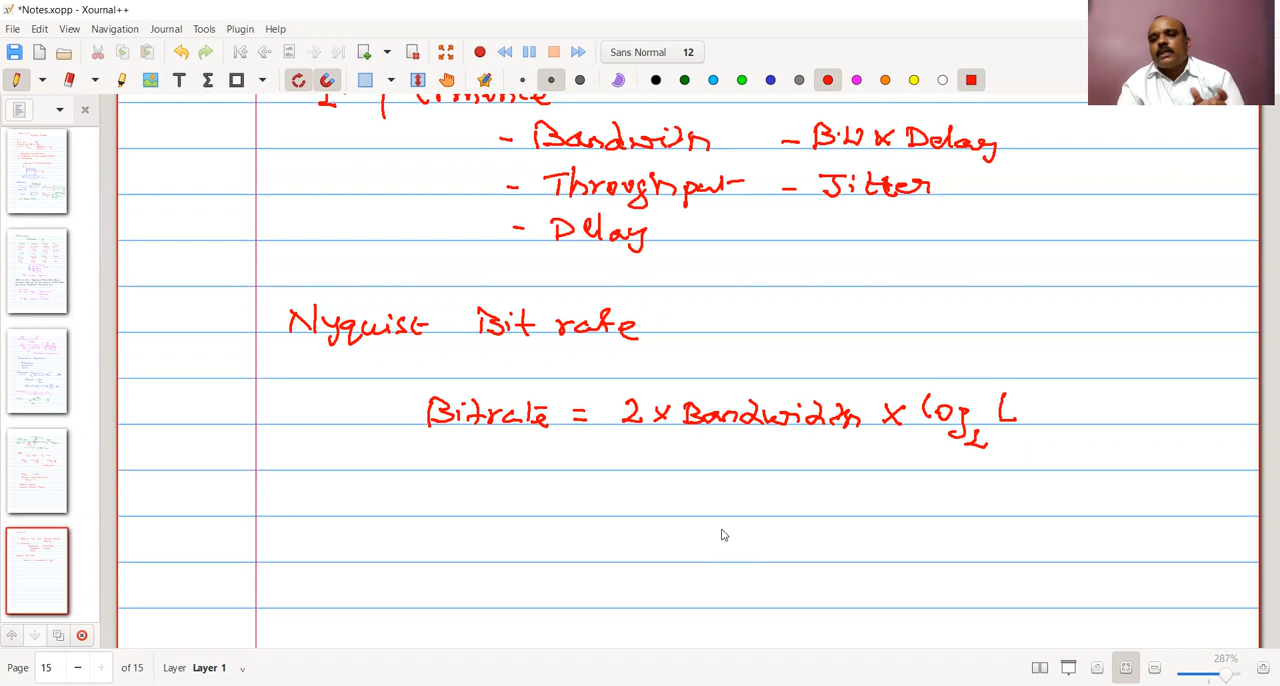 *Notes.xopp - Xournal++
File Edit View Navigation Journal Tools Plugin Help
Sans Normal 12
- Bandwith - B.W x Delay
- Throughput - Jitter
- Delay
Nyquist Bit rate
Bitrate = 2 x Bandwidth x log₂ L
Page 15 of 15 Layer Layer 1 287%